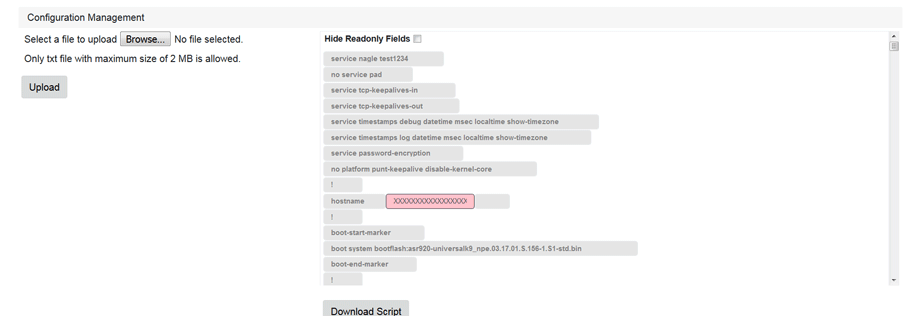 Configuration Management
Select a file to upload Browse... No file selected.
Only txt file with maximum size of 2 MB is allowed.
Upload
Hide Readonly Fields
service nagle test1234
no service pad
service tcp-keepalives-in
service tcp-keepalives-out
service timestamps debug datetime msec localtime show-timezone
service timestamps log datetime msec localtime show-timezone
service password-encryption
no platform punt-keepalive disable-kernel-core
!
hostname XXXXXXXXXXXXXXXXX
!
boot-start-marker
boot system bootflash:asr920-universalk9_npe.03.17.01.S.156-1.S1-std.bin
boot-end-marker
!
Download Script